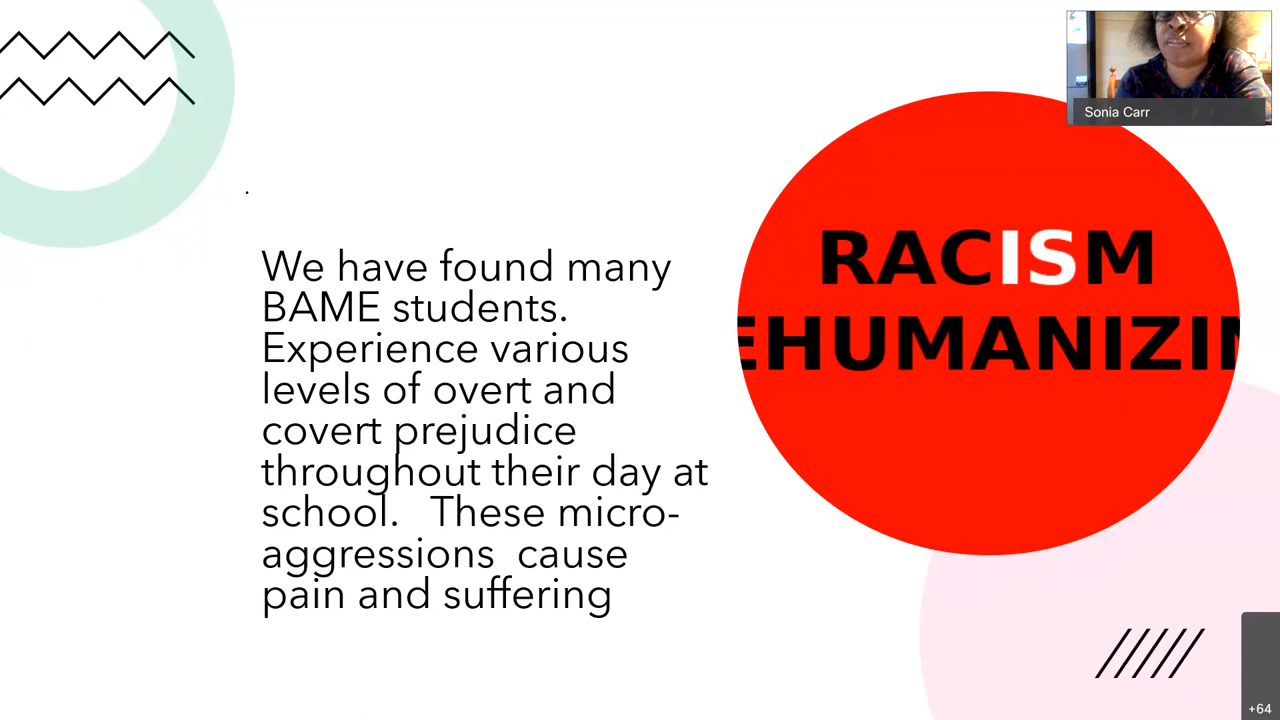 Sonia Carr
.
We have found many
BAME students.
Experience various
levels of overt and
covert prejudice
throughout their day at
school. These micro-
aggressions cause
pain and suffering
RACISM
EHUMANIZIN
+64